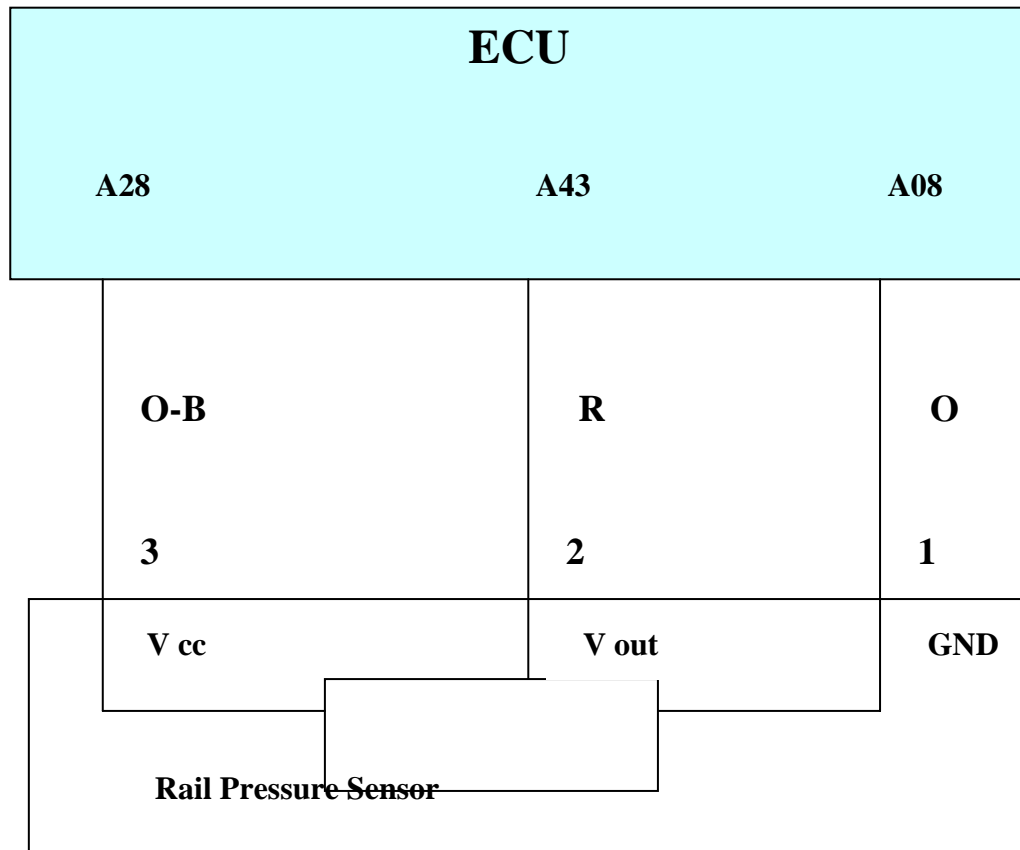 ECU
A28 A43 A08
O-B R O
3 2 1
V cc V out GND
Rail Pressure Sensor